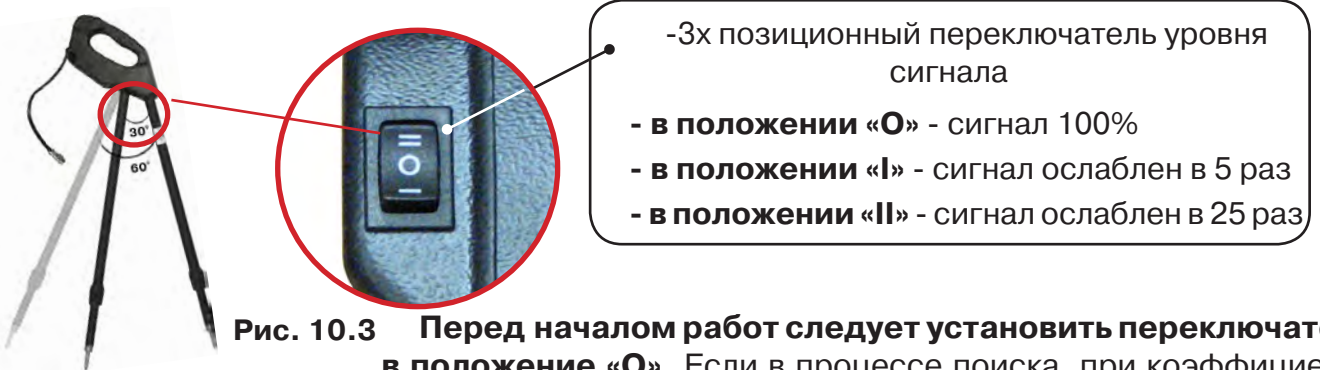 -3х позиционный переключатель уровня
сигнала
- в положении «О» - сигнал 100%
- в положении «I» - сигнал ослаблен в 5 раз
- в положении «II» - сигнал ослаблен в 25 раз
30°
60°
II
O
I
Рис. 10.3 Перед началом работ следует установить
в положение «О». Если в процессе поиска, при